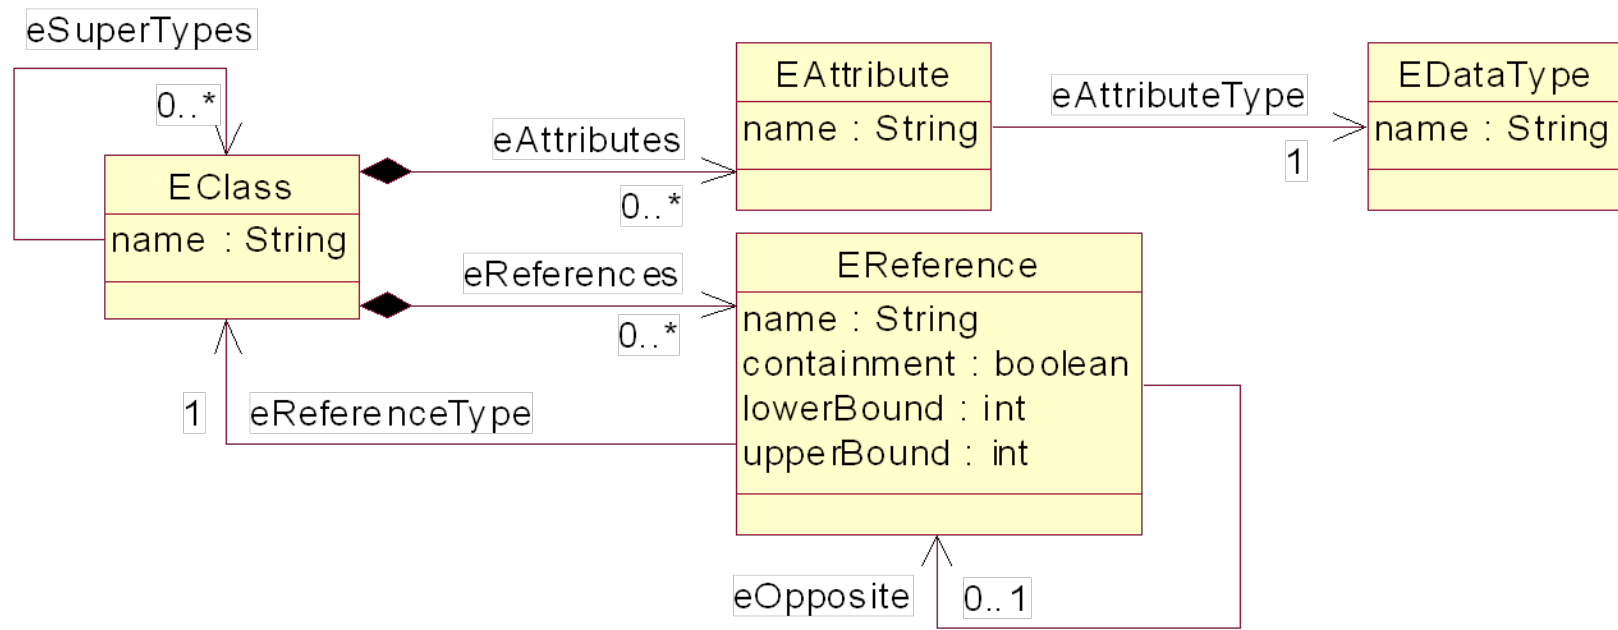 eSuperTypes
0..*
EClass
name : String
eAttributes
0..*
EAttribute
name : String
eAttributeType
1
EDataType
name : String
eReferences
0..*
EReference
name : String
containment : boolean
lowerBound : int
upperBound : int
1
eReferenceType
eOpposite
0..1